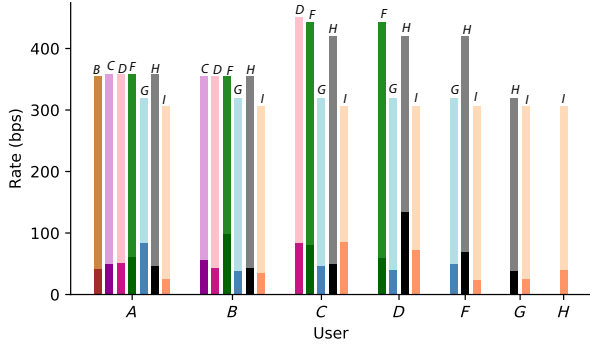 Rate (bps)
400
300
200
100
0
B C D F G H I
C D F G H I
D F G H I
F G H I
G H I
H I
I
A B C D F G H
User